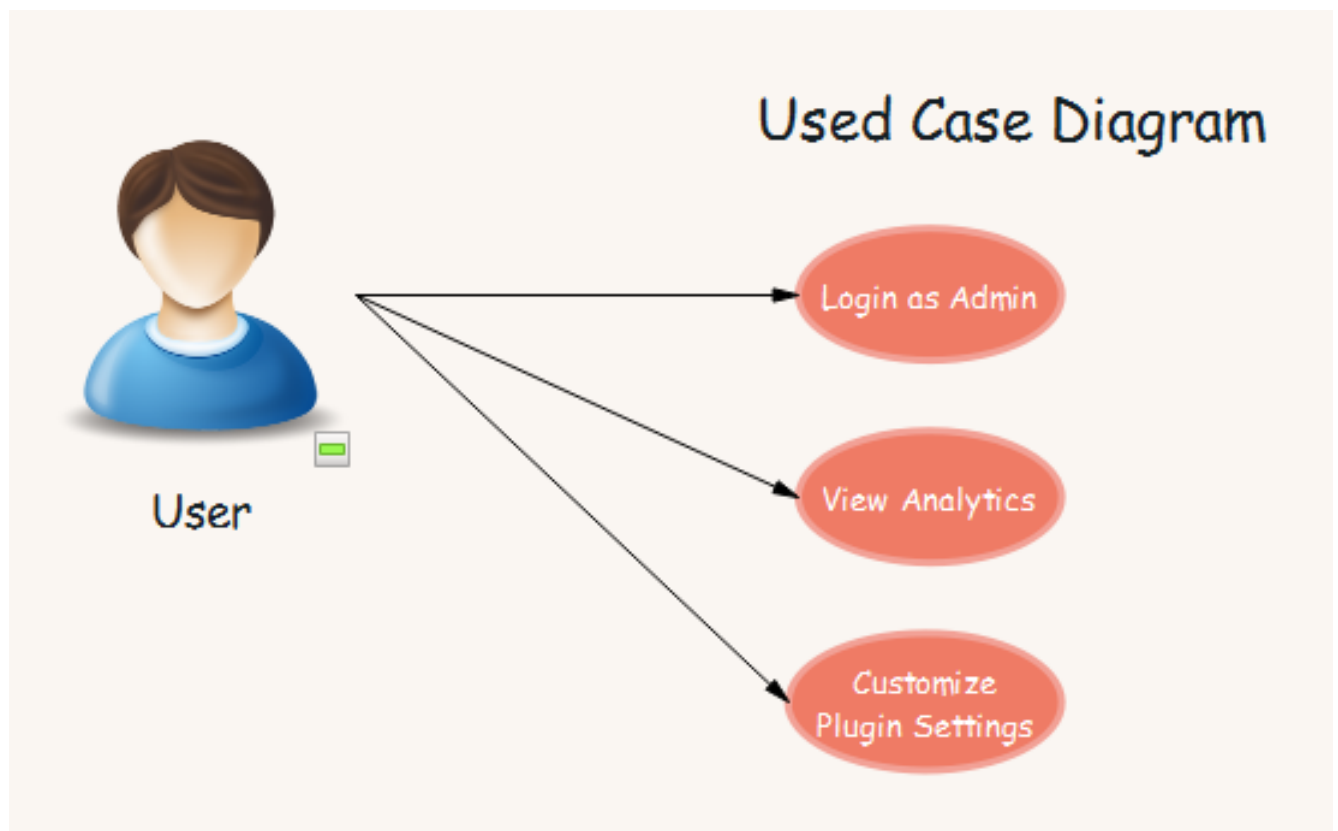 Used Case Diagram
Login as Admin
View Analytics
User
Customize
Plugin Settings